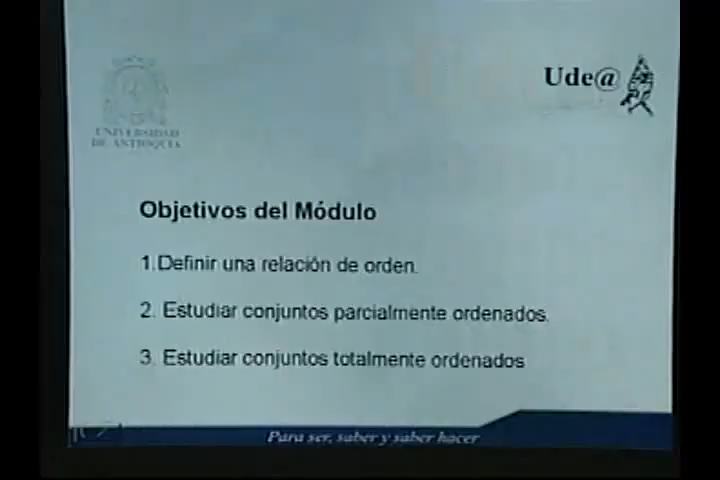 UNIVERSIDAD
DE ANTIOQUIA
Ude@
Objetivos del Módulo
1.Definir una relación de orden.
2. Estudiar conjuntos parcialmente ordenados.
3. Estudiar conjuntos totalmente ordenados
Para ser, saber y saber hacer